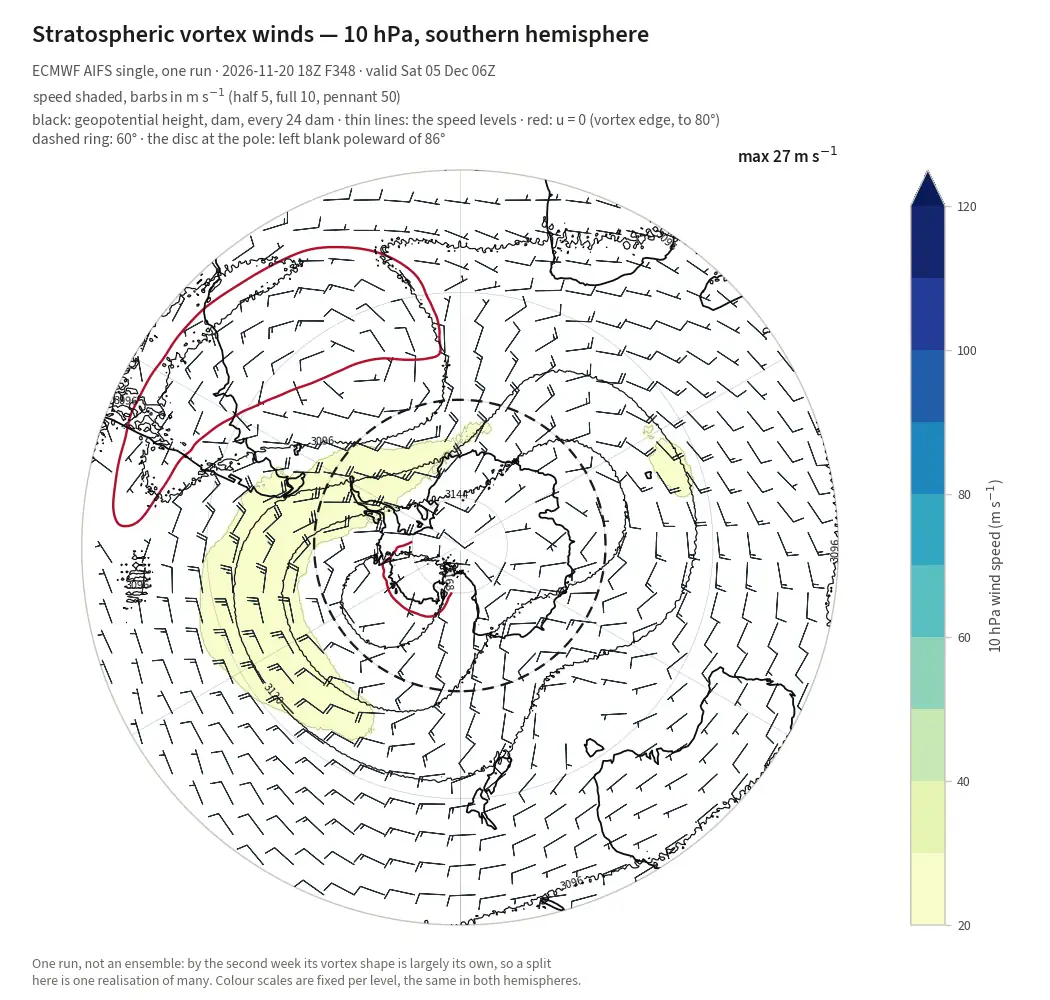 Stratospheric vortex winds — 10 hPa, southern hemisphere
ECMWF AIFS single, one run · 2026-11-20 18Z F348 · valid Sat 05 Dec 06Z
speed shaded, barbs in m s⁻¹ (half 5, full 10, pennant 50)
black: geopotential height, dam, every 24 dam · thin lines: the speed levels · red: u = 0 (vortex edge, to 80°)
dashed ring: 60° · the disc at the pole: left blank poleward of 86°
max 27 m s⁻¹
120
100
80
60
40
20
10 hPa wind speed (m s⁻¹)
3096
3096
3144
3096
3120
3096
One run, not an ensemble: by the second week its vortex shape is largely its own, so a split
here is one realisation of many. Colour scales are fixed per level, the same in both hemispheres.